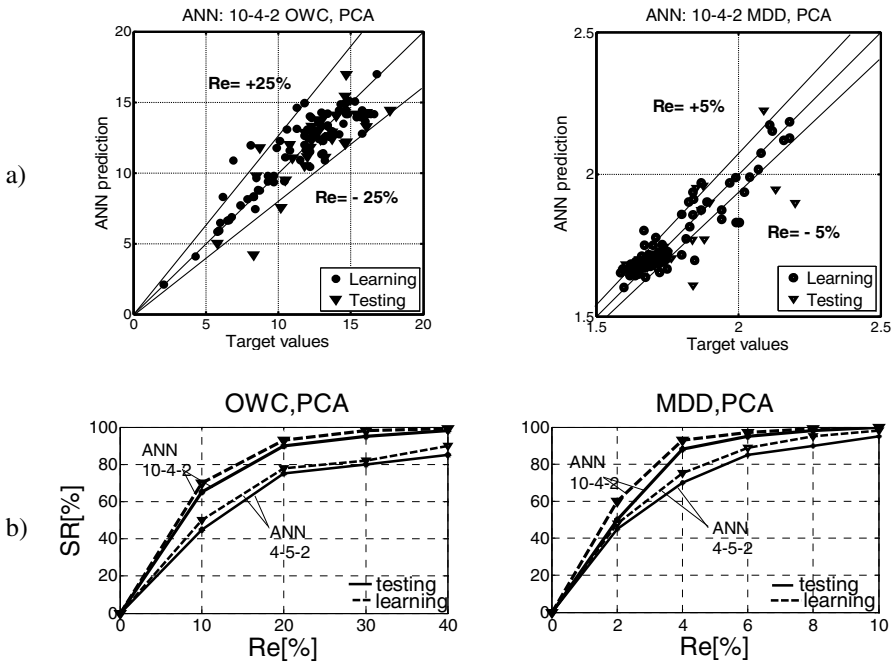 a)
ANN: 10-4-2 OWC, PCA
20
15
10
5
0
ANN prediction
Re= +25%
Re= - 25%
Learning
Testing
0 5 10 15 20
Target values
ANN: 10-4-2 MDD, PCA
2.5
2
1.5
ANN prediction
Re= +5%
Re= - 5%
Learning
Testing
1.5 2 2.5
Target values
b)
OWC,PCA
100
80
60
40
20
0
SR[%]
ANN
10-4-2
ANN
4-5-2
testing
learning
0 10 20 30 40
Re[%]
MDD,PCA
100
80
60
40
20
0
ANN
10-4-2
ANN
4-5-2
testing
learning
0 2 4 6 8 10
Re[%]